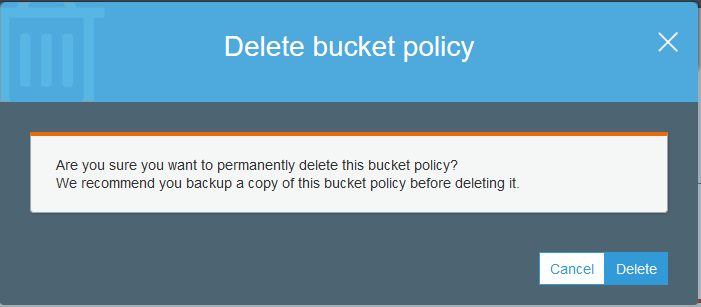 Delete bucket policy
Are you sure you want to permanently delete this bucket policy?
We recommend you backup a copy of this bucket policy before deleting it.
Cancel Delete